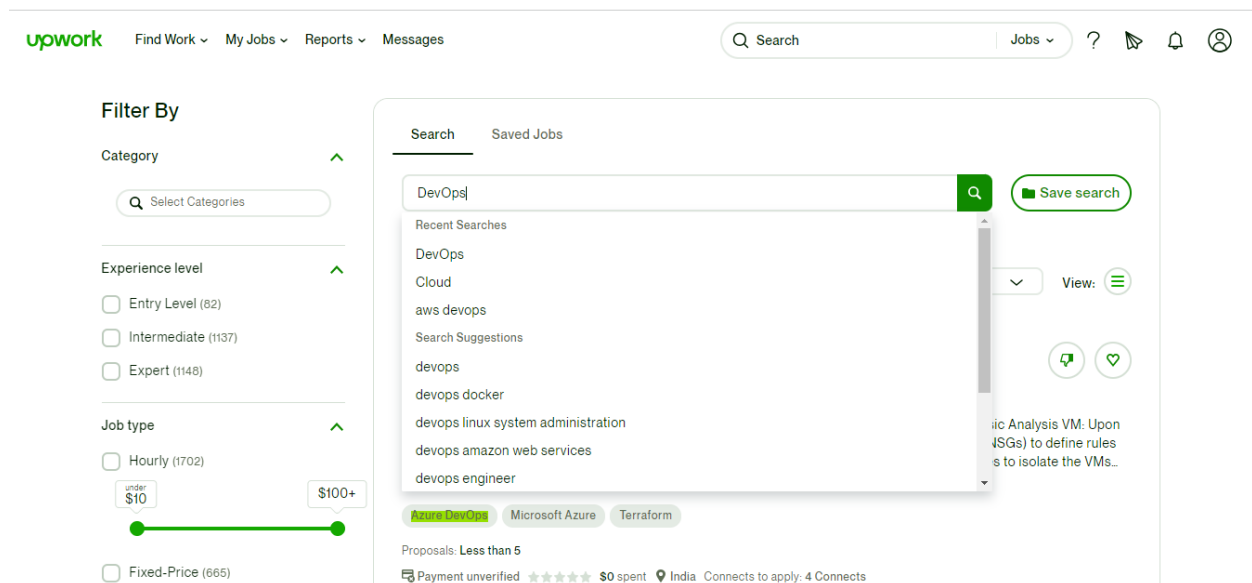 upwork Find Work My Jobs Reports Messages Search Jobs
Filter By
Category
Select Categories
Experience level
Entry Level (82)
Intermediate (1137)
Expert (1148)
Job type
Hourly (1702)
under
$10
$100+
Fixed-Price (665)
Search Saved Jobs
DevOps
Save search
Recent Searches
DevOps
Cloud
aws devops
Search Suggestions
devops
devops docker
devops linux system administration
devops amazon web services
devops engineer
View:
Analysis VM: Upon
to define rules
to isolate the VMs...
Azure DevOps Microsoft Azure Terraform
Proposals: Less than 5
Payment unverified $0 spent India Connects to apply: 4 Connects